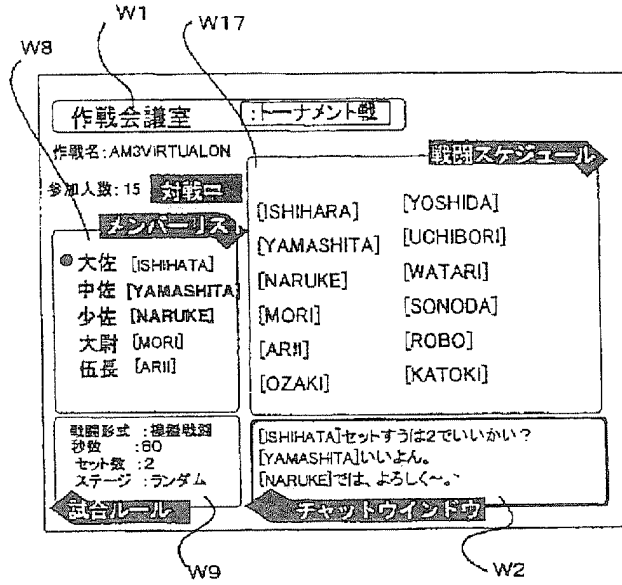 W1
W17
W8
作戦会議室 :トーナメント戦
作戦名:AM3VIRTUALON
戦闘スケジュール
参加人数:15 対戦中
メンバーリスト
●大佐 [ISHIHATA]
中佐 [YAMASHITA]
少佐 [NARUKE]
大尉 [MORI]
伍長 [ARII]
[ISHIHARA] [YOSHIDA]
[YAMASHITA] [UCHIBORI]
[NARUKE] [WATARI]
[MORI] [SONODA]
[ARII] [ROBO]
[OZAKI] [KATOKI]
戦闘形式 :模擬戦闘
秒数 :60
セット数 :2
ステージ :ランダム
試合ルール
[ISHIHATA]セットすうは2でいいかい?
[YAMASHITA]いいよん。
[NARUKE]では、よろしく~。
チャットウインドウ
W9
W2